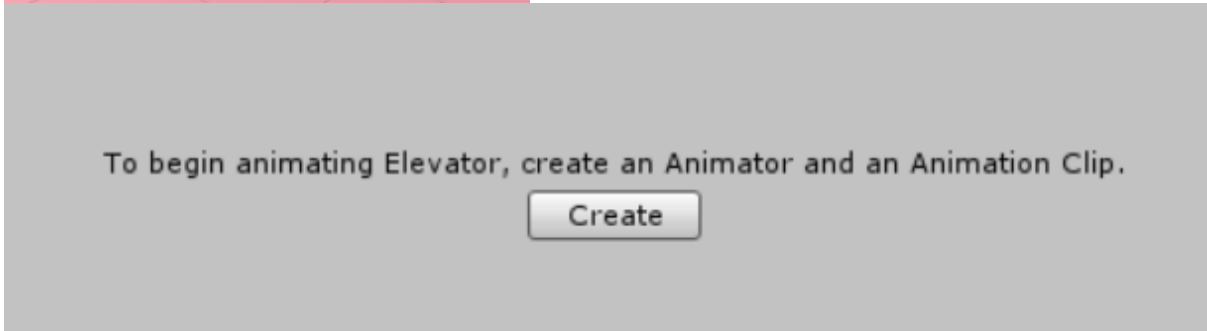 To begin animating Elevator, create an Animator and an Animation Clip.
Create